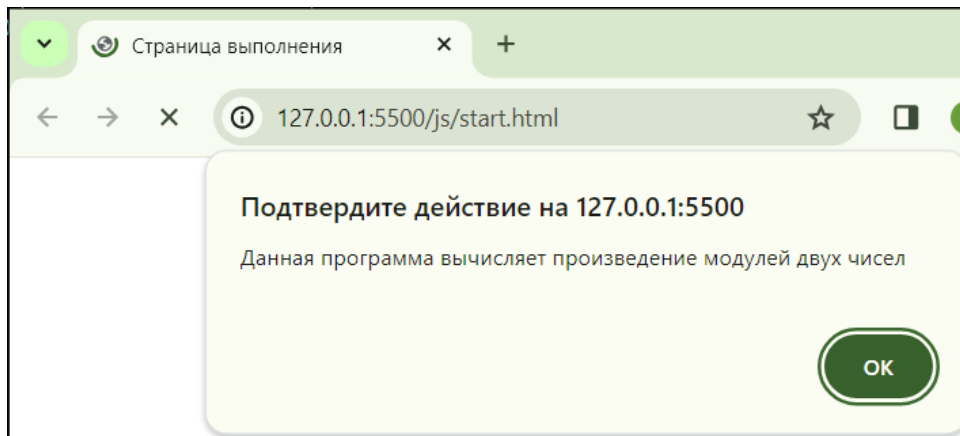 Страница выполнения
127.0.0.1:5500/js/start.html
Подтвердите действие на 127.0.0.1:5500
Данная программа вычисляет произведение модулей двух чисел
ОК